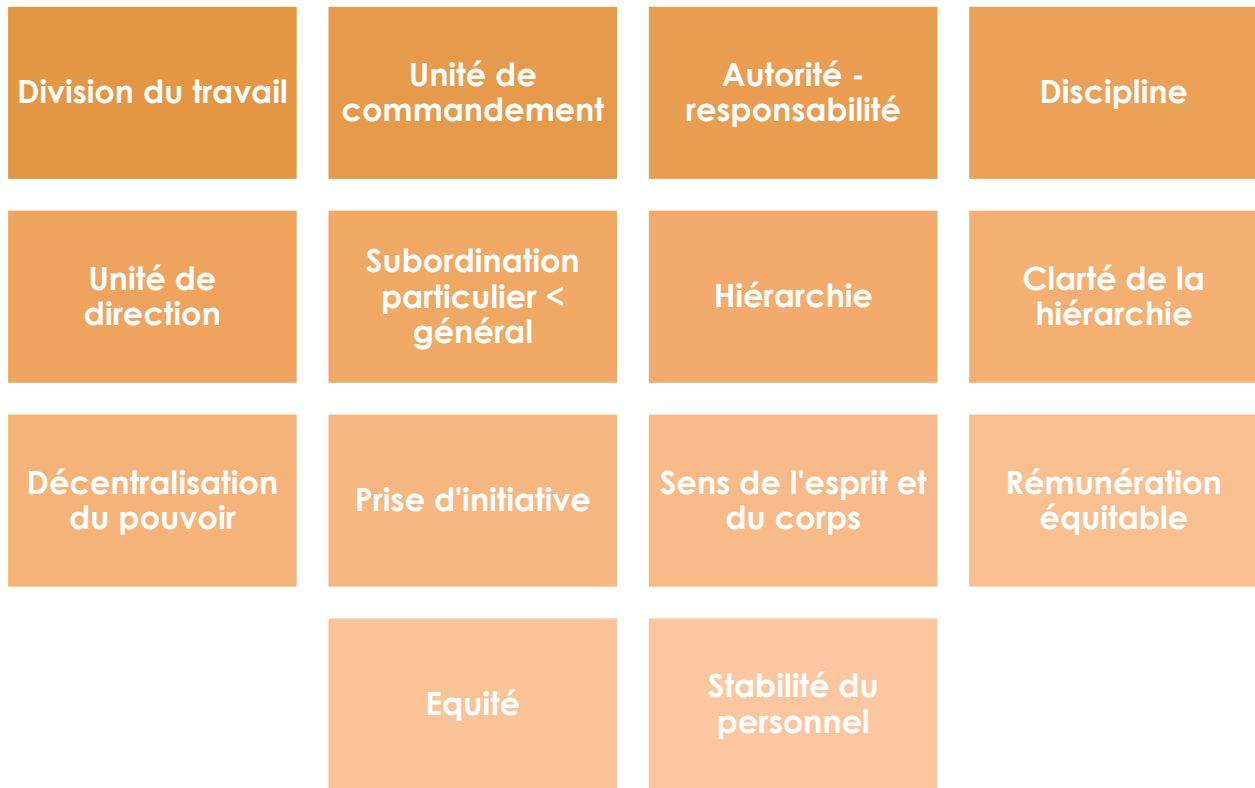 Division du travail
Unité de
commandement
Autorité -
responsabilité
Discipline
Unité de
direction
Subordination
particulier <
général
Hiérarchie
Clarté de la
hiérarchie
Décentralisation
du pouvoir
Prise d'initiative
Sens de l'esprit et
du corps
Rémunération
équitable
Equité
Stabilité du
personnel